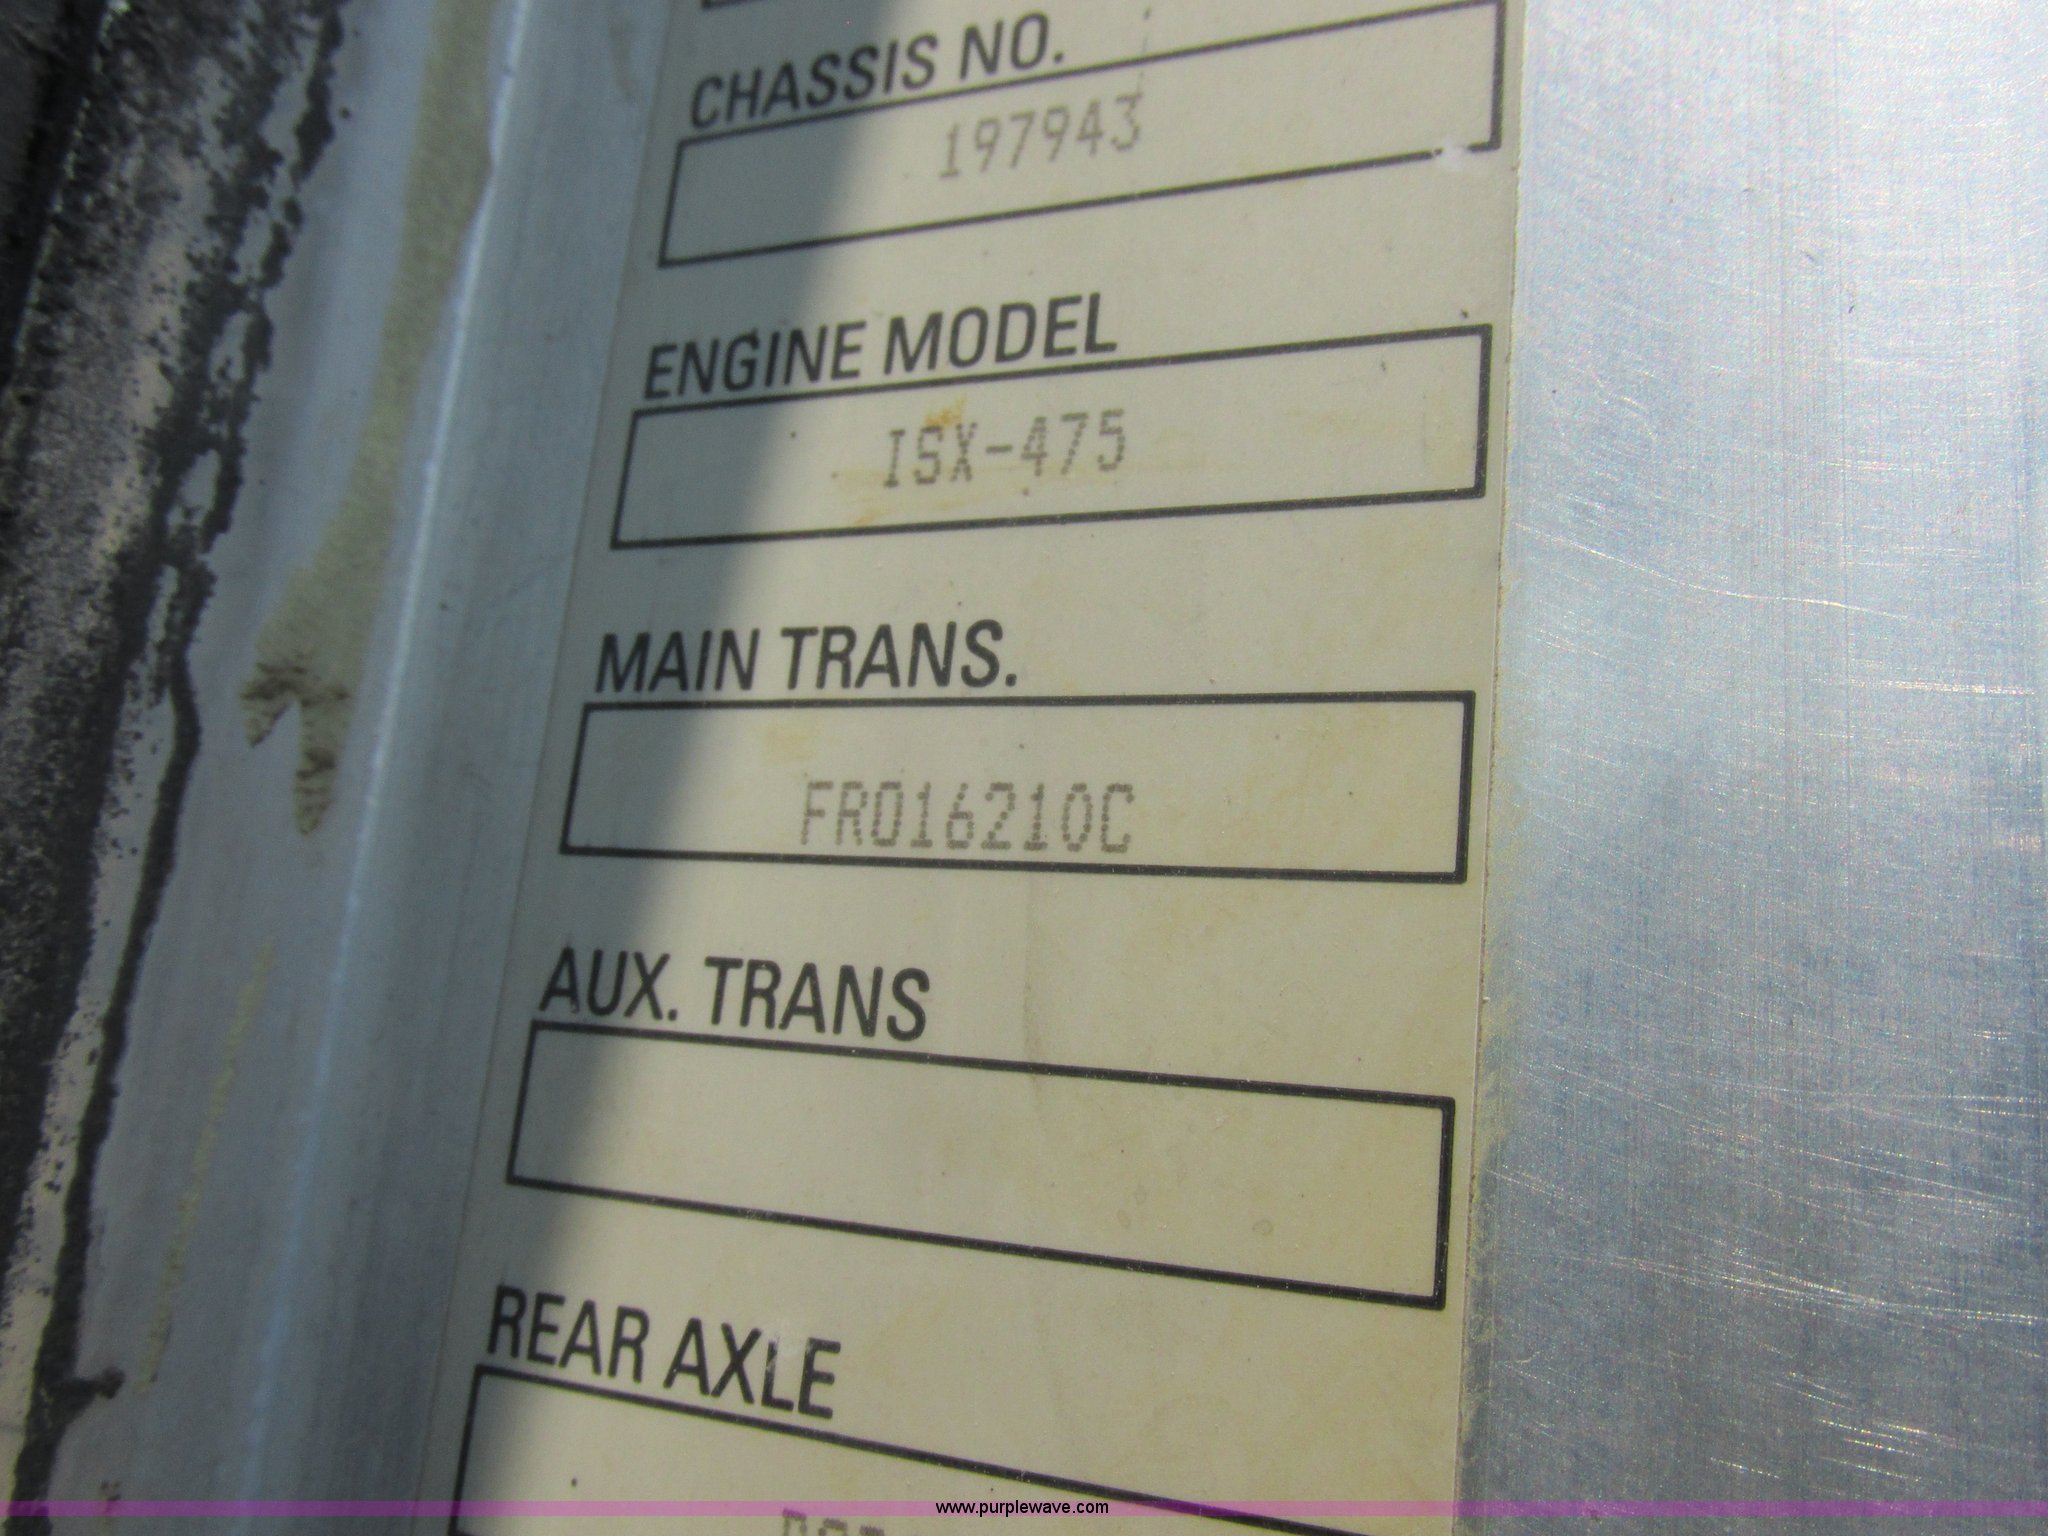 CHASSIS NO.
197943
ENGINE MODEL
ISX-475
MAIN TRANS.
FRO16210C
AUX. TRANS
REAR AXLE
www.purplewave.com